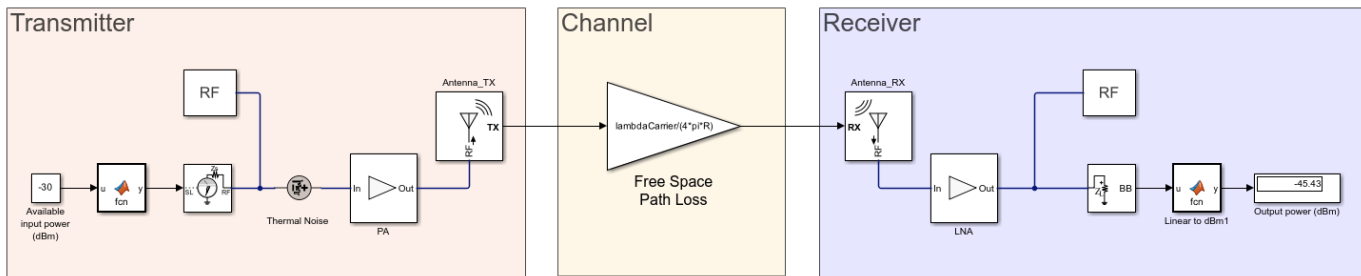 Transmitter
RF
Antenna_TX
TX
RF
-30
Available
input power
(dBm)
u
y
fcn
SL
RF
Thermal Noise
In
Out
PA
Channel
lambdaCarrier/(4*pi*R)
Free Space
Path Loss
Receiver
Antenna_RX
RX
RF
RF
In
Out
LNA
BB
u
y
fcn
Linear to dBm1
-45.43
Output power (dBm)